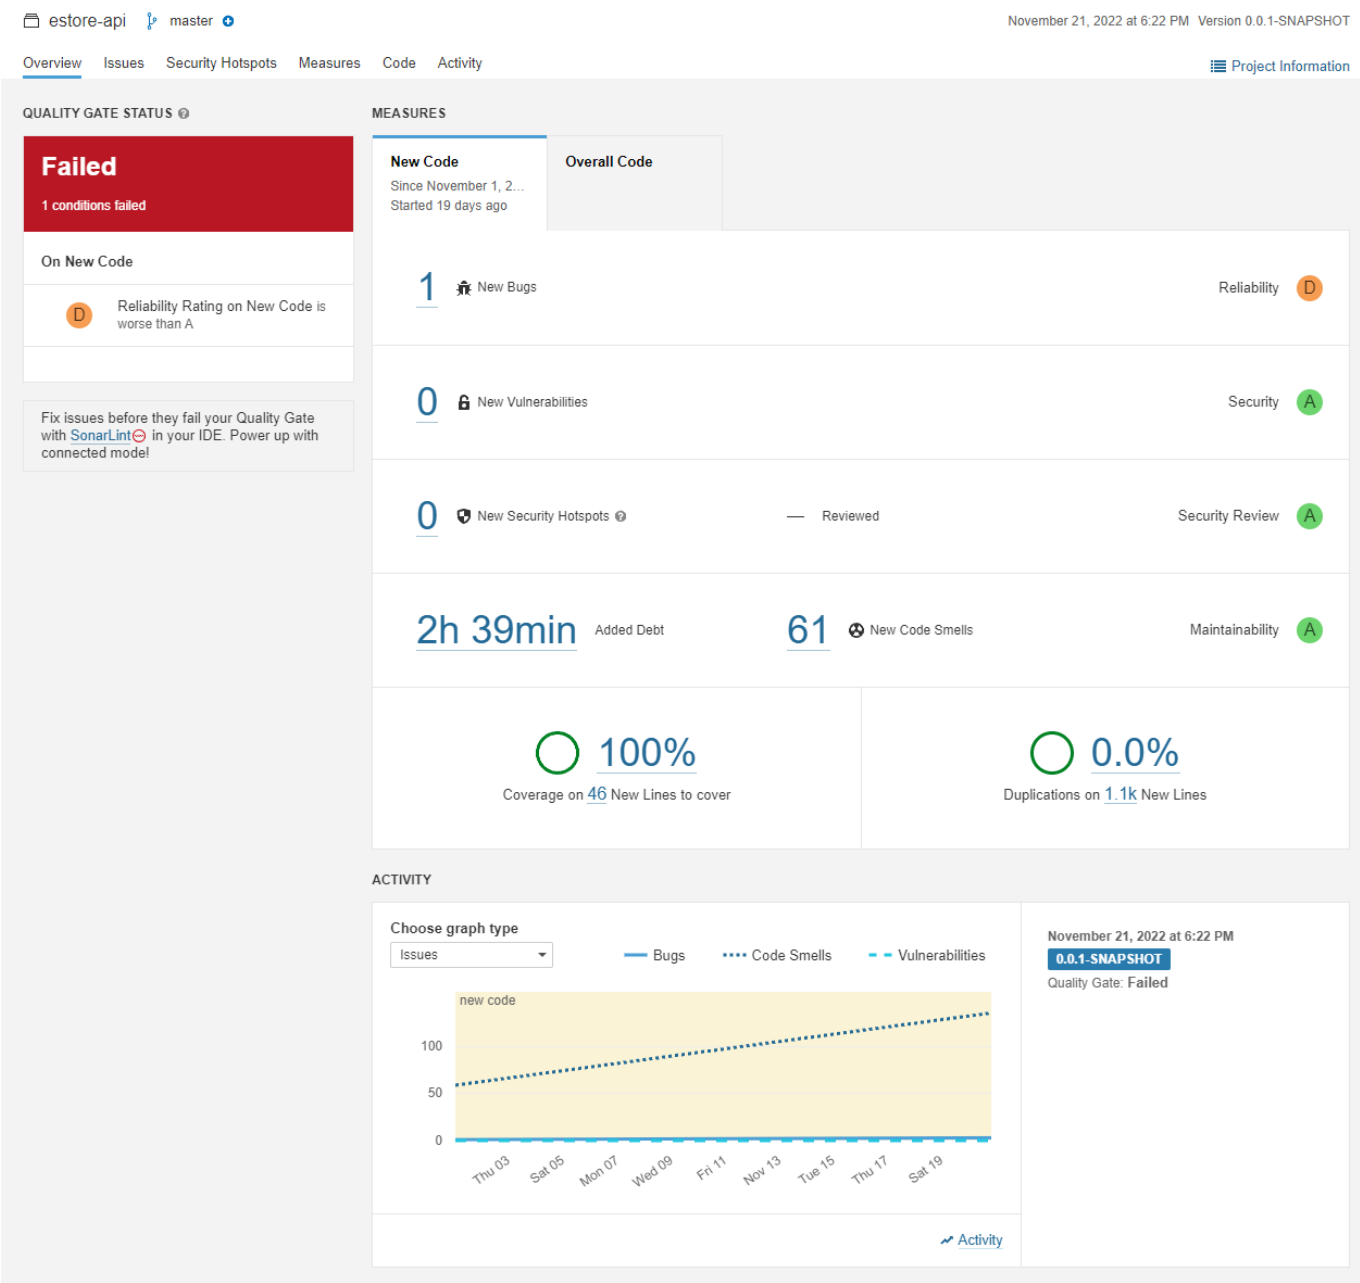 estore-api master
November 21, 2022 at 6:22 PM Version 0.0.1-SNAPSHOT
Overview Issues Security Hotspots Measures Code Activity
Project Information
QUALITY GATE STATUS
Failed
1 conditions failed
On New Code
D
Reliability Rating on New Code is
worse than A
Fix issues before they fail your Quality Gate
with SonarLint in your IDE. Power up with
connected mode!
MEASURES
New Code
Since November 1, 2...
Started 19 days ago
Overall Code
1 New Bugs Reliability D
0 New Vulnerabilities Security A
0 New Security Hotspots — Reviewed Security Review A
2h 39min Added Debt 61 New Code Smells Maintainability A
100%
Coverage on 46 New Lines to cover
0.0%
Duplications on 1.1k New Lines
ACTIVITY
Choose graph type
Issues
Bugs Code Smells Vulnerabilities
new code
100
50
0
Thu 03 Sat 05 Mon 07 Wed 09 Fri 11 Nov 13 Tue 15 Thu 17 Sat 19
Activity
November 21, 2022 at 6:22 PM
0.0.1-SNAPSHOT
Quality Gate: Failed